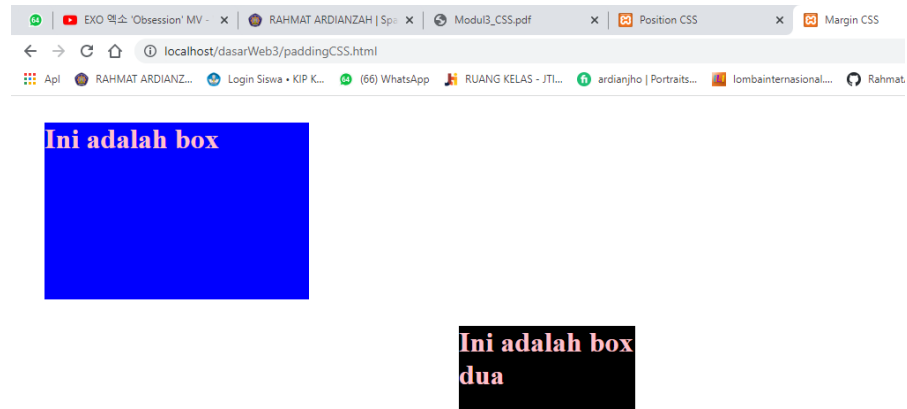 64 EXO 엑소 'Obsession' MV - RAHMAT ARDIANZAH | Spa Modul3_CSS.pdf Position CSS Margin CSS
localhost/dasarWeb3/paddingCSS.html
Apl RAHMAT ARDIANZ... Login Siswa • KIP K... (66) WhatsApp RUANG KELAS - JTI... ardianjho | Portraits... lombainternasional.... Rahmat
Ini adalah box
Ini adalah box
dua